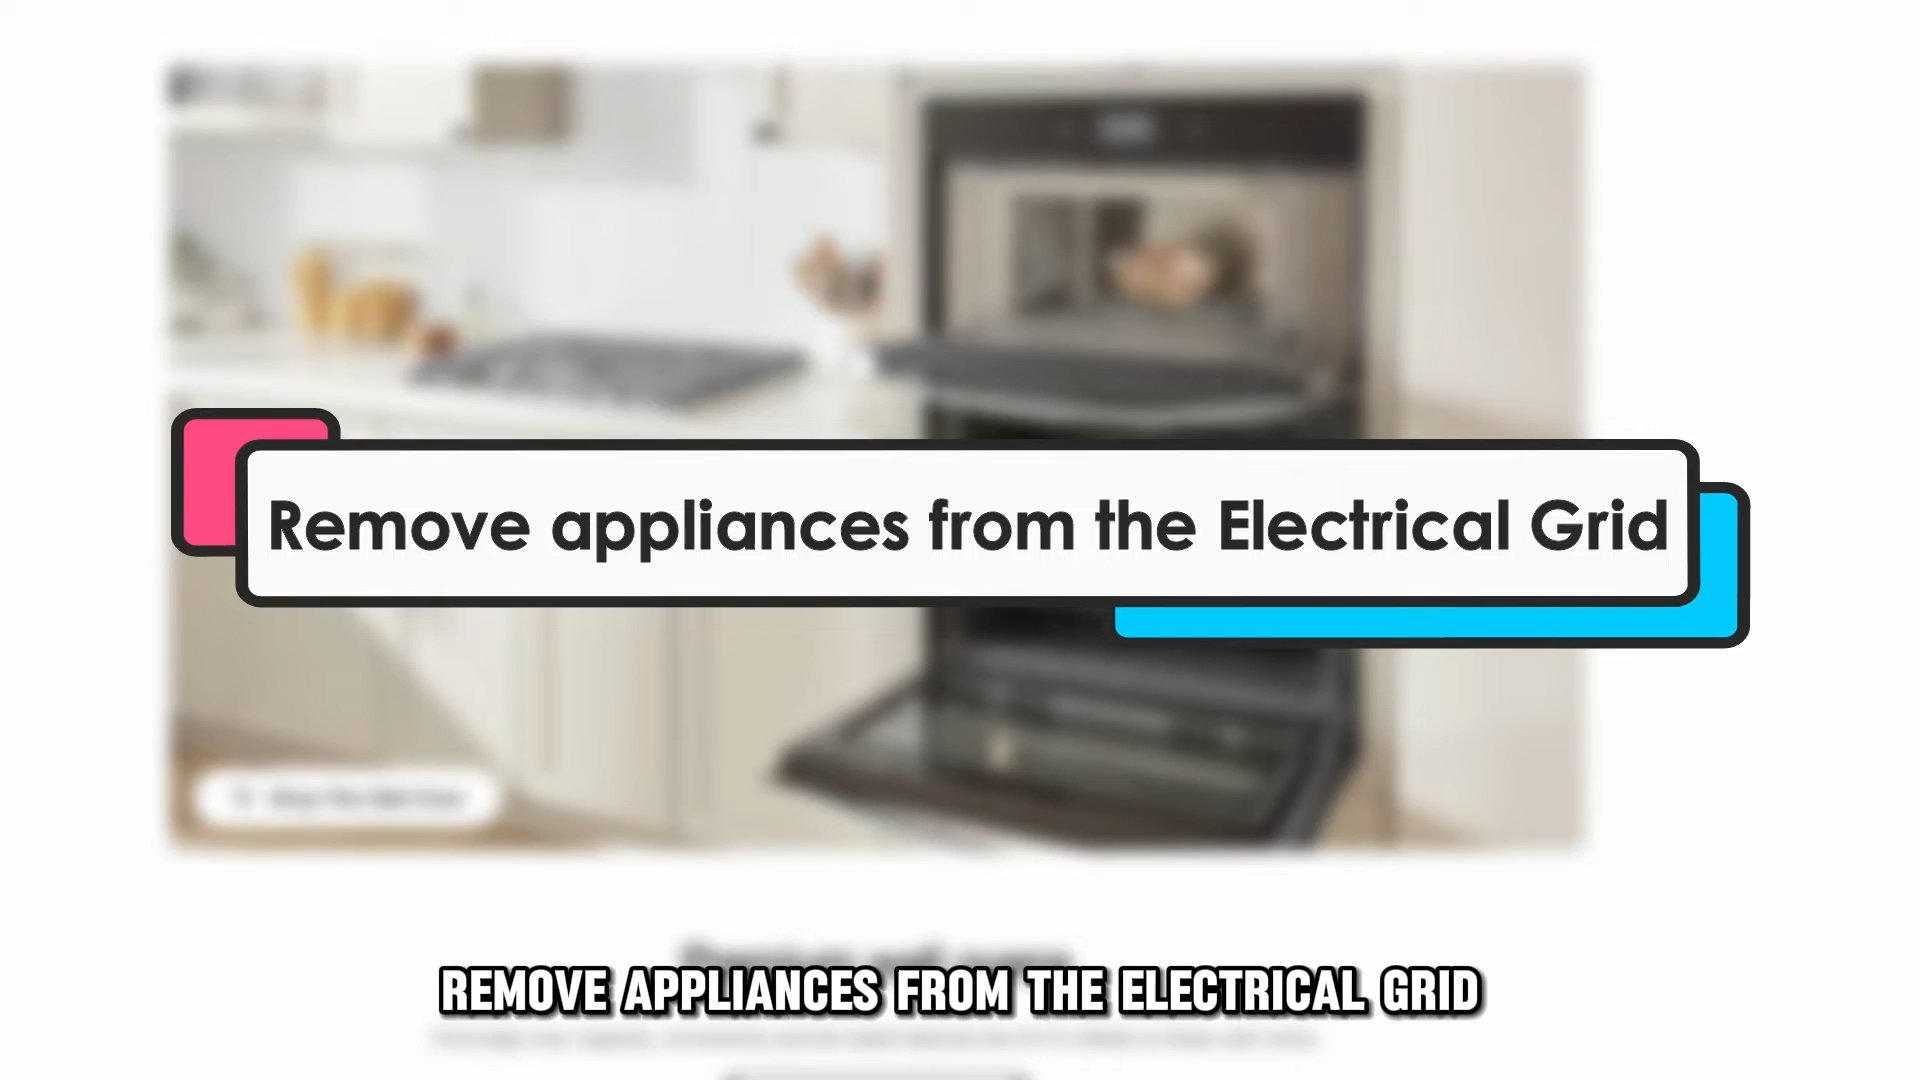 Remove appliances from the Electrical Grid
REMOVE APPLIANCES FROM THE ELECTRICAL GRID